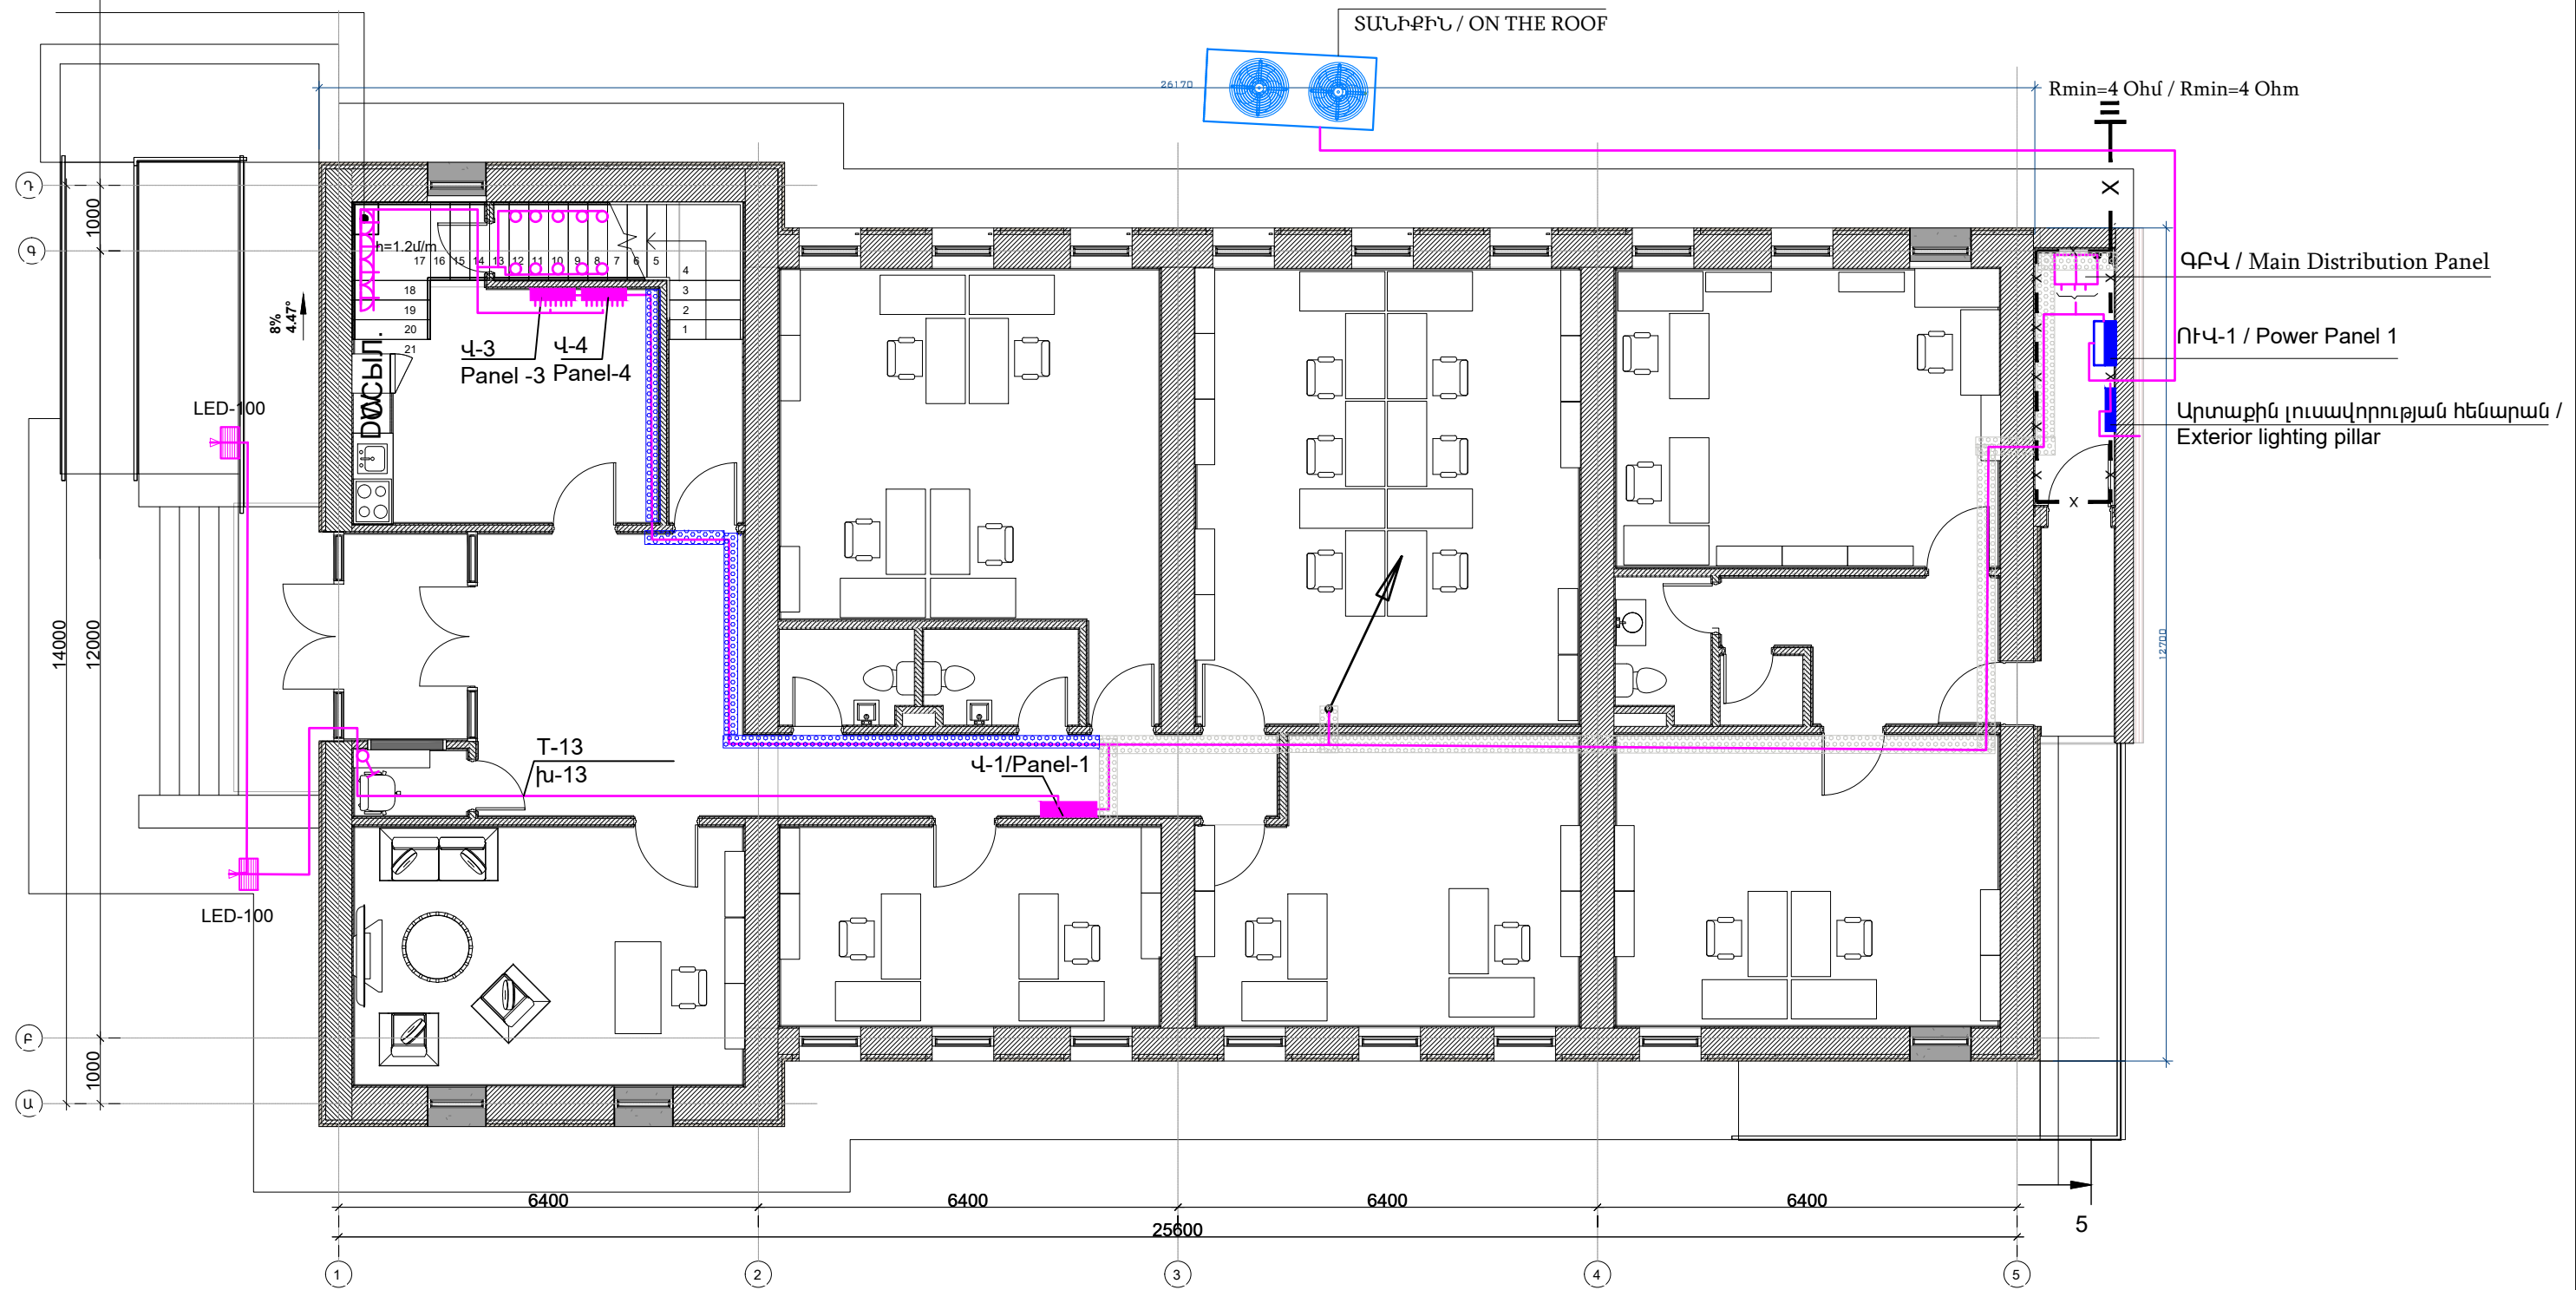 ՏԱՆԻՔԻՆ / ON THE ROOF
26170
Rmin=4 Ohմ / Rmin=4 Ohm
Դ
Գ
1000
h=1.2մ/m
17 16 15 14 13 12 11 10 9 8 7 6 5
4
3
2
1
18
19
20
21
8%
4.47°
Վ-3
Panel -3
Վ-4
Panel-4
ԳԲՎ / Main Distribution Panel
ՈՒՎ-1 / Power Panel 1
Արտաքին լուսավորության հենարան /
Exterior lighting pillar
LED-100
14000
12000
12700
T-13
խ-13
Վ-1/Panel-1
LED-100
Բ
1000
Ա
6400
6400
6400
6400
25600
5
1
2
3
4
5